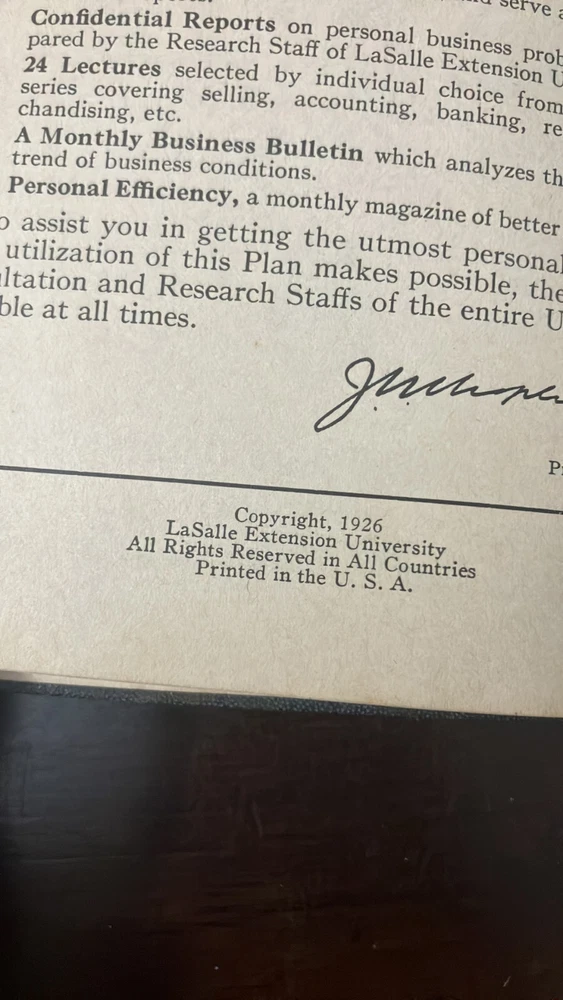 serve a
Confidential Reports on personal business prob
pared by the Research Staff of LaSalle Extension U
24 Lectures selected by individual choice from
series covering selling, accounting, banking, re
chandising, etc.
A Monthly Business Bulletin which analyzes th
trend of business conditions.
Personal Efficiency, a monthly magazine of better
o assist you in getting the utmost personal
utilization of this Plan makes possible, the
ltation and Research Staffs of the entire U
ble at all times.
P
Copyright, 1926
LaSalle Extension University
All Rights Reserved in All Countries
Printed in the U. S. A.